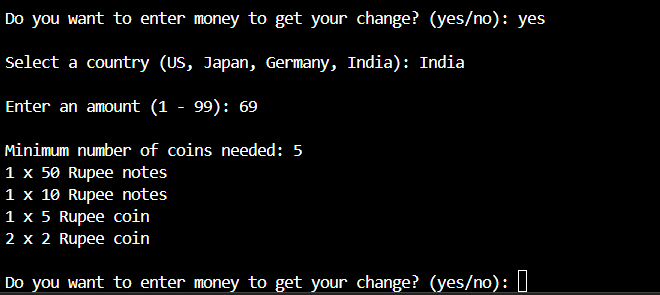 Do you want to enter money to get your change? (yes/no): yes
Select a country (US, Japan, Germany, India): India
Enter an amount (1 - 99): 69
Minimum number of coins needed: 5
1 x 50 Rupee notes
1 x 10 Rupee notes
1 x 5 Rupee coin
2 x 2 Rupee coin
Do you want to enter money to get your change? (yes/no):